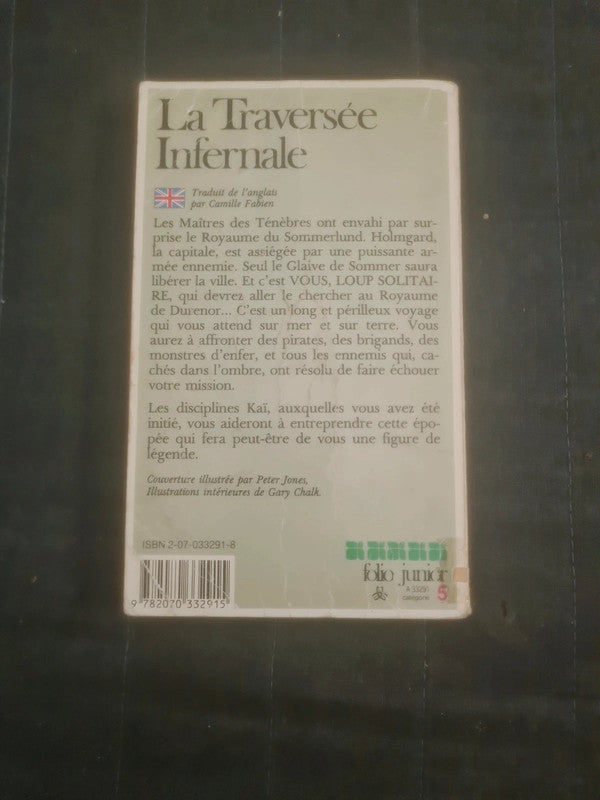 La Traversée
Infernale
Traduit de l'anglais
par Camille Fabien
Les Maîtres des Ténèbres ont envahi par sur-
prise le Royaume du Sommerlund. Holmgard,
la capitale, est assiégée par une puissante ar-
mée ennemie. Seul le Glaive de Sommer saura
libérer la ville. Et c'est VOUS, LOUP SOLITAI-
RE, qui devrez aller le chercher au Royaume
de Durenor... C'est un long et périlleux voyage
qui vous attend sur mer et sur terre. Vous
aurez à affronter des pirates, des brigands, des
monstres d'enfer, et tous les ennemis qui, ca-
chés dans l'ombre, ont résolu de faire échouer
votre mission.
Les disciplines Kaï, auxquelles vous avez été
initié, vous aideront à entreprendre cette épo-
pée qui fera peut-être de vous une figure de
légende.
Couverture illustrée par Peter Jones,
Illustrations intérieures de Gary Chalk.
ISBN 2-07-033291-8
folio junior
A 33291
catégorie 5
9 782070 332915